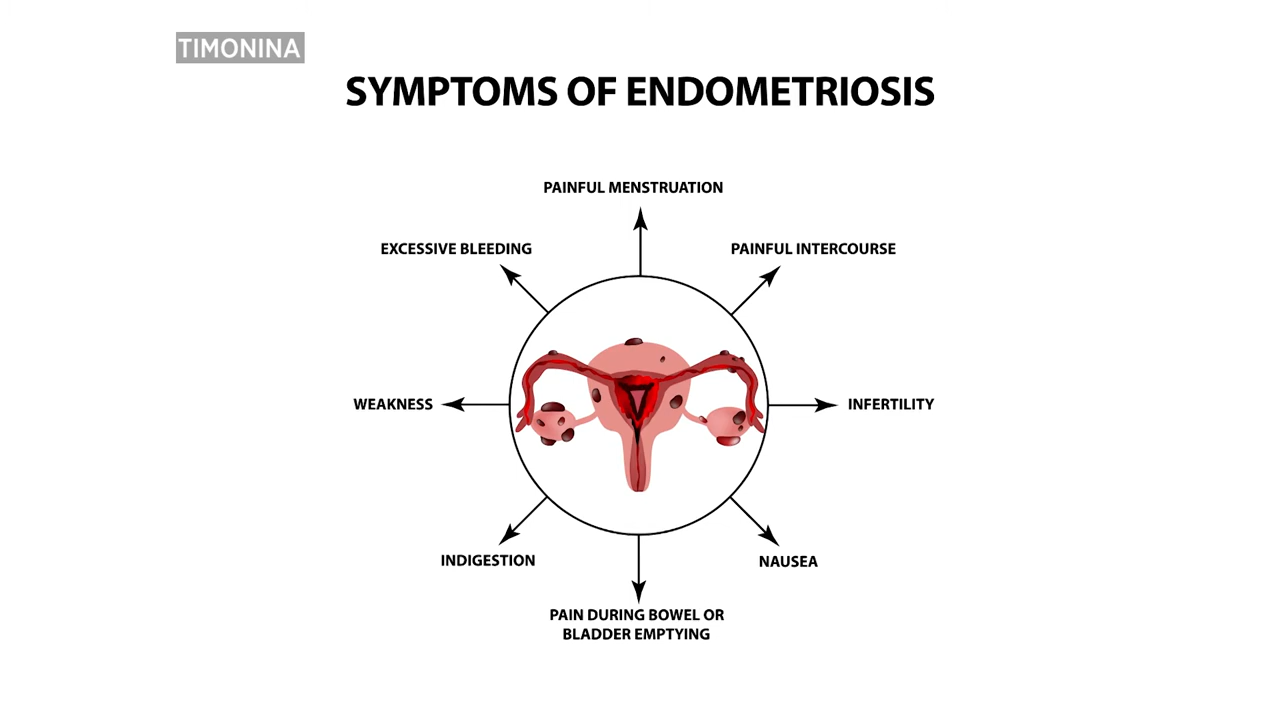 TIMONINA
SYMPTOMS OF ENDOMETRIOSIS
PAINFUL MENSTRUATION
EXCESSIVE BLEEDING
PAINFUL INTERCOURSE
WEAKNESS
INFERTILITY
INDIGESTION
NAUSEA
PAIN DURING BOWEL OR
BLADDER EMPTYING